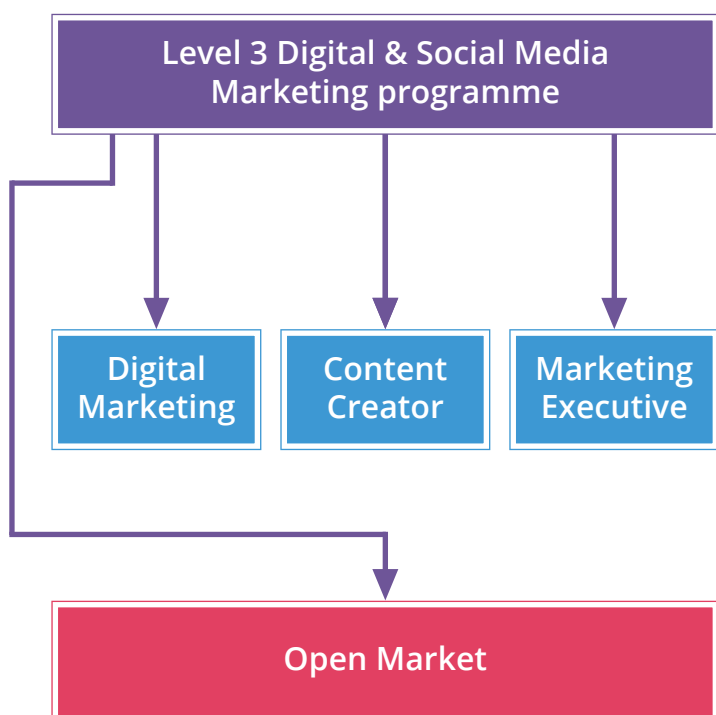 Level 3 Digital & Social Media
Marketing programme
Digital
Marketing
Content
Creator
Marketing
Executive
Open Market